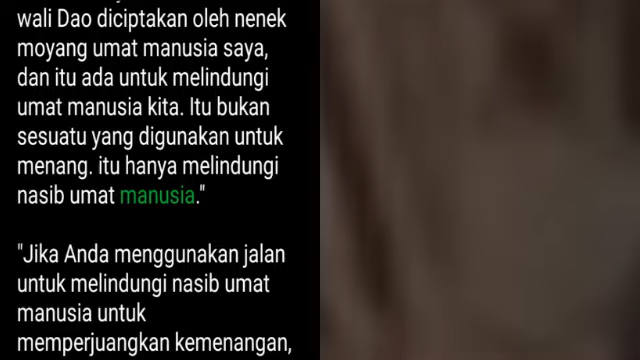 wali Dao diciptakan oleh nenek
moyang umat manusia saya,
dan itu ada untuk melindungi
umat manusia kita. Itu bukan
sesuatu yang digunakan untuk
menang. itu hanya melindungi
nasib umat manusia."
"Jika Anda menggunakan jalan
untuk melindungi nasib umat
manusia untuk
memperjuangkan kemenangan,